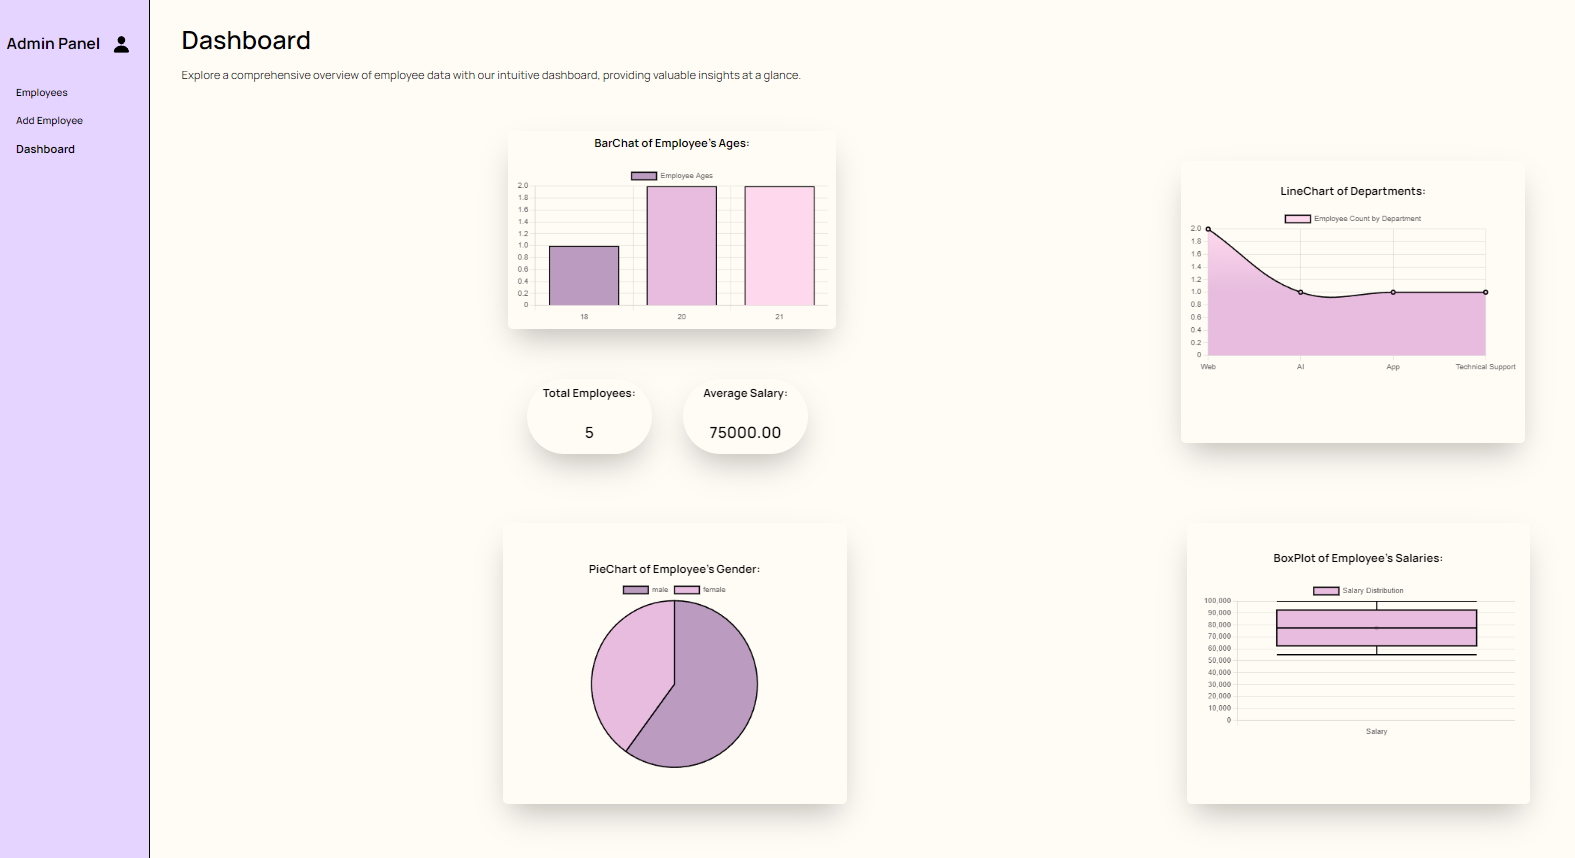 Admin Panel
Employees
Add Employee
Dashboard
Dashboard
Explore a comprehensive overview of employee data with our intuitive dashboard, providing valuable insights at a glance.
BarChat of Employee's Ages:
Employee Ages
2.0
1.8
1.6
1.4
1.2
1.0
0.8
0.6
0.4
0.2
0
18 20 21
LineChart of Departments:
Employee Count by Department
2.0
1.8
1.6
1.4
1.2
1.0
0.8
0.6
0.4
0.2
0
Web AI App Technical Support
Total Employees:
5
Average Salary:
75000.00
PieChart of Employee's Gender:
male female
BoxPlot of Employee's Salaries:
Salary Distribution
100,000
90,000
80,000
70,000
60,000
50,000
40,000
30,000
20,000
10,000
0
Salary